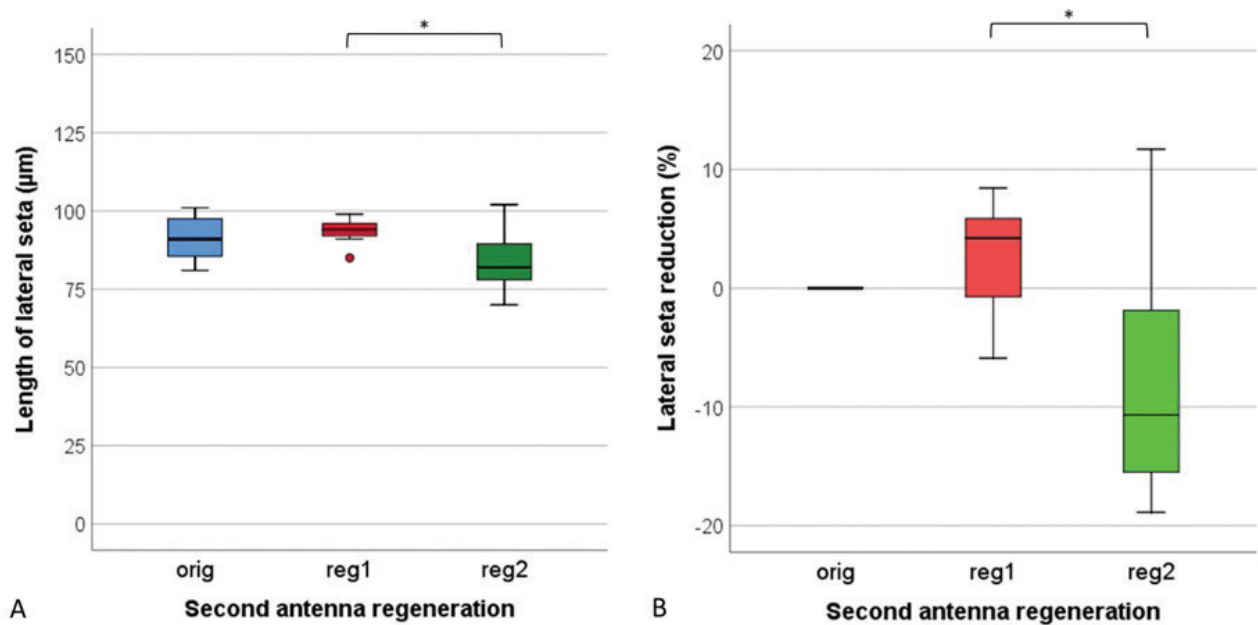 *
150
125
100
75
50
25
0
Length of lateral seta (µm)
orig reg1 reg2
Second antenna regeneration
A
*
20
10
0
-10
-20
Lateral seta reduction (%)
orig reg1 reg2
Second antenna regeneration
B